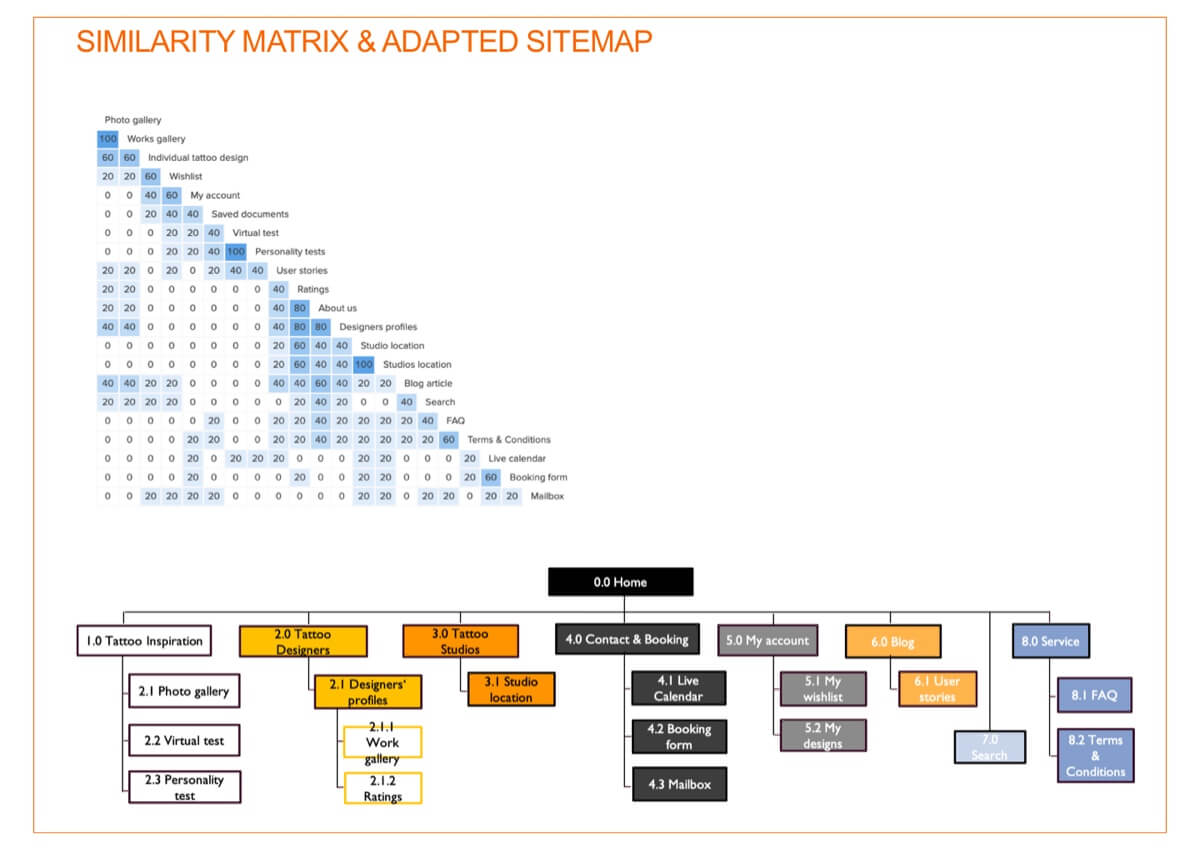 SIMILARITY MATRIX & ADAPTED SITEMAP
Photo gallery
100 Works gallery
60 60 Individual tattoo design
20 20 60 Wishlist
0 0 40 60 My account
0 0 20 40 40 Saved documents
0 0 0 20 20 40 Virtual test
0 0 0 20 20 40 100 Personality tests
20 20 0 20 0 20 40 40 User stories
20 20 0 0 0 0 0 0 40 Ratings
20 20 0 0 0 0 0 0 40 80 About us
40 40 0 0 0 0 0 0 40 80 80 Designers profiles
0 0 0 0 0 0 0 0 20 60 40 40 Studio location
0 0 0 0 0 0 0 0 20 60 40 40 100 Studios location
40 40 20 20 0 0 0 0 40 40 60 40 20 20 Blog article
20 20 20 20 0 0 0 0 0 20 40 20 0 0 40 Search
0 0 0 0 0 20 0 0 20 20 40 20 20 20 20 40 FAQ
0 0 0 0 20 20 0 0 20 20 40 20 20 20 20 20 60 Terms & Conditions
0 0 0 0 20 0 20 20 20 0 0 0 20 20 0 0 0 20 Live calendar
0 0 0 0 20 0 0 0 0 20 0 0 20 20 0 0 0 20 60 Booking form
0 0 20 20 20 20 0 0 0 0 0 0 20 20 0 20 20 0 20 20 Mailbox
0.0 Home
1.0 Tattoo Inspiration
2.1 Photo gallery
2.2 Virtual test
2.3 Personality
test
2.0 Tattoo
Designers
2.1 Designers'
profiles
2.1.1
Work
gallery
2.1.2
Ratings
3.0 Tattoo
Studios
3.1 Studio
location
4.0 Contact & Booking
4.1 Live
Calendar
4.2 Booking
form
4.3 Mailbox
5.0 My account
5.1 My
wishlist
5.2 My
designs
6.0 Blog
6.1 User
stories
7.0
Search
8.0 Service
8.1 FAQ
8.2 Terms
&
Conditions